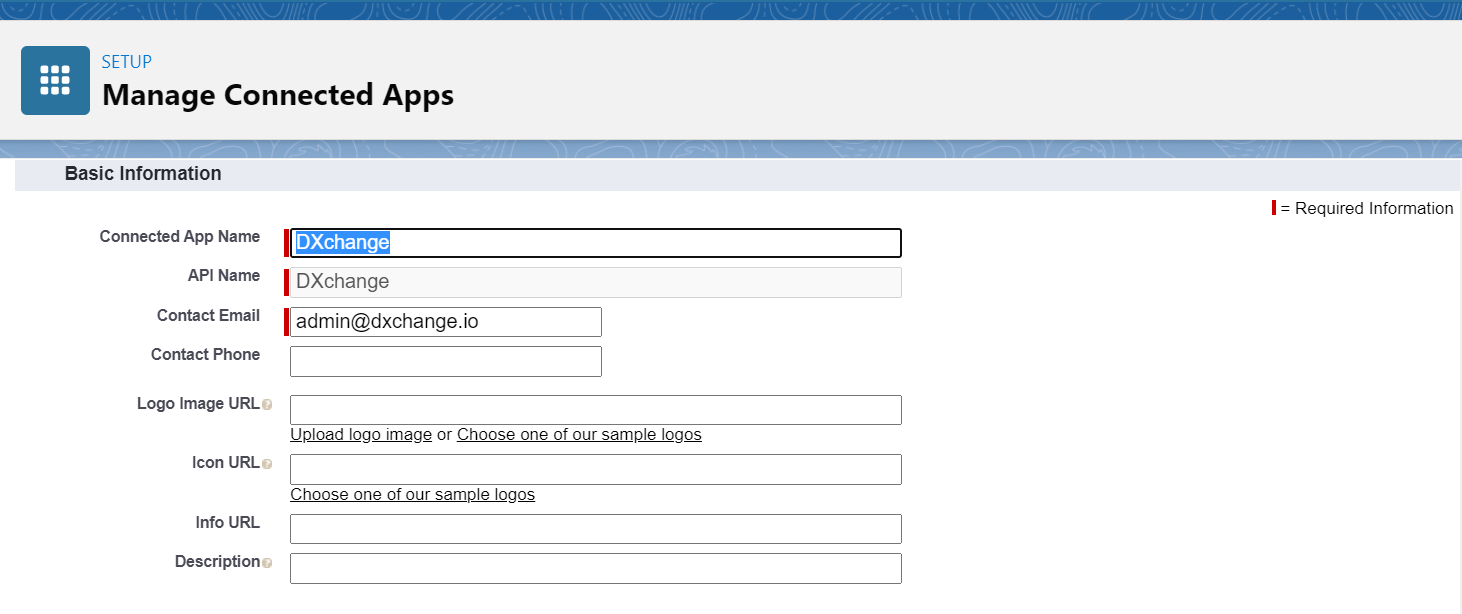 SETUP
Manage Connected Apps
Basic Information
= Required Information
Connected App Name DXchange
API Name DXchange
Contact Email admin@dxchange.io
Contact Phone
Logo Image URL ?
Upload logo image or Choose one of our sample logos
Icon URL ?
Choose one of our sample logos
Info URL
Description ?